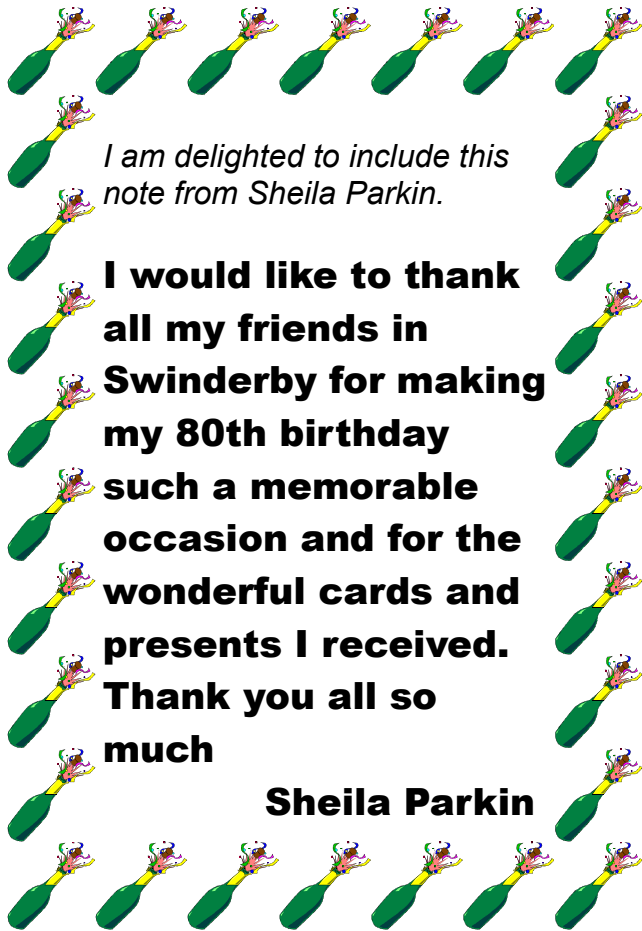 I am delighted to include this
note from Sheila Parkin.
I would like to thank
all my friends in
Swinderby for making
my 80th birthday
such a memorable
occasion and for the
wonderful cards and
presents I received.
Thank you all so
much
Sheila Parkin